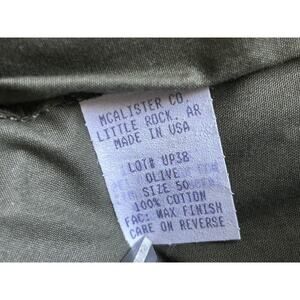 MCALISTER CO.
LITTLE ROCK, AR
MADE IN USA
LOT# UP38
OLIVE
SIZE 50
100% COTTON
FAC: WAX FINISH
CARE ON REVERSE